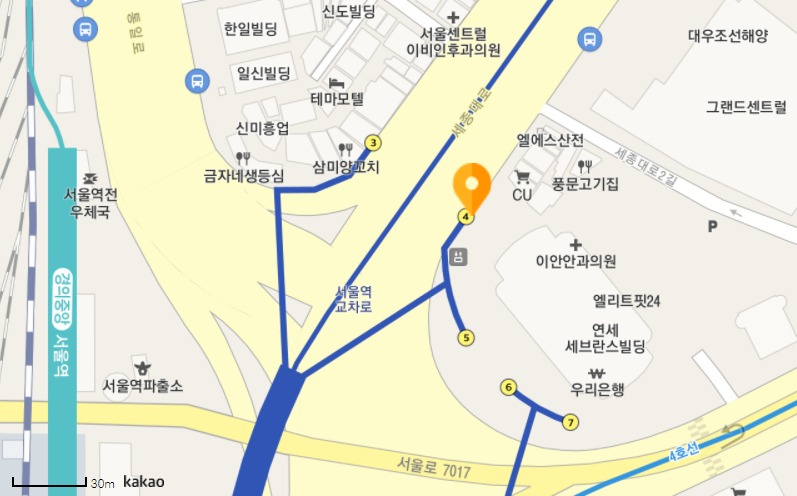 신도빌딩
한일빌딩
서울센트럴
이비인후과의원
대우조선해양
통일로
일신빌딩
테마모텔
세종대로
그랜드센트럴
신미흥업
3
엘에스산전
금자네생등심
삼미양꼬치
세종대로2길
CU
풍문고기집
서울역전
우체국
4
P
이안안과의원
경의중앙 서울역
서울역
교차로
엘리트핏24
연세
세브란스빌딩
5
서울역파출소
6
우리은행
7
4호선
서울로 7017
30m
kakao